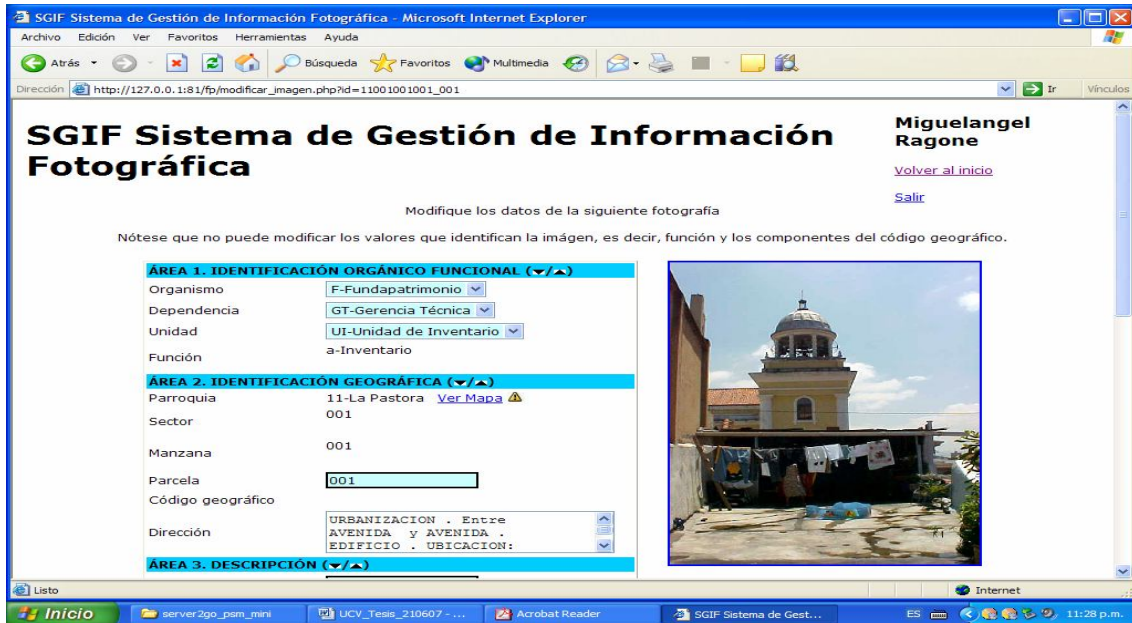 SGIF Sistema de Gestión de Información Fotográfica - Microsoft Internet Explorer
Archivo Edición Ver Favoritos Herramientas Ayuda
Atrás Búsqueda Favoritos Multimedia
Dirección http://127.0.0.1:81/fp/modificar_imagen.php?id=11001001001_001 Ir Vínculos
SGIF Sistema de Gestión de Información
Fotográfica
Miguelangel
Ragone
Volver al inicio
Salir
Modifique los datos de la siguiente fotografía
Nótese que no puede modificar los valores que identifican la imágen, es decir, función y los componentes del código geográfico.
ÁREA 1. IDENTIFICACIÓN ORGÁNICO FUNCIONAL (▼/▲)
Organismo F-Fundapatrimonio
Dependencia GT-Gerencia Técnica
Unidad UI-Unidad de Inventario
Función a-Inventario
ÁREA 2. IDENTIFICACIÓN GEOGRÁFICA (▼/▲)
Parroquia 11-La Pastora Ver Mapa
Sector 001
Manzana 001
Parcela 001
Código geográfico
Dirección URBANIZACION . Entre
AVENIDA y AVENIDA .
EDIFICIO . UBICACION:
ÁREA 3. DESCRIPCIÓN (▼/▲)
Listo Internet
Inicio server2go_psm_mini UCV_Tesis_210607 - ... Acrobat Reader SGIF Sistema de Gest... ES 11:28 p.m.